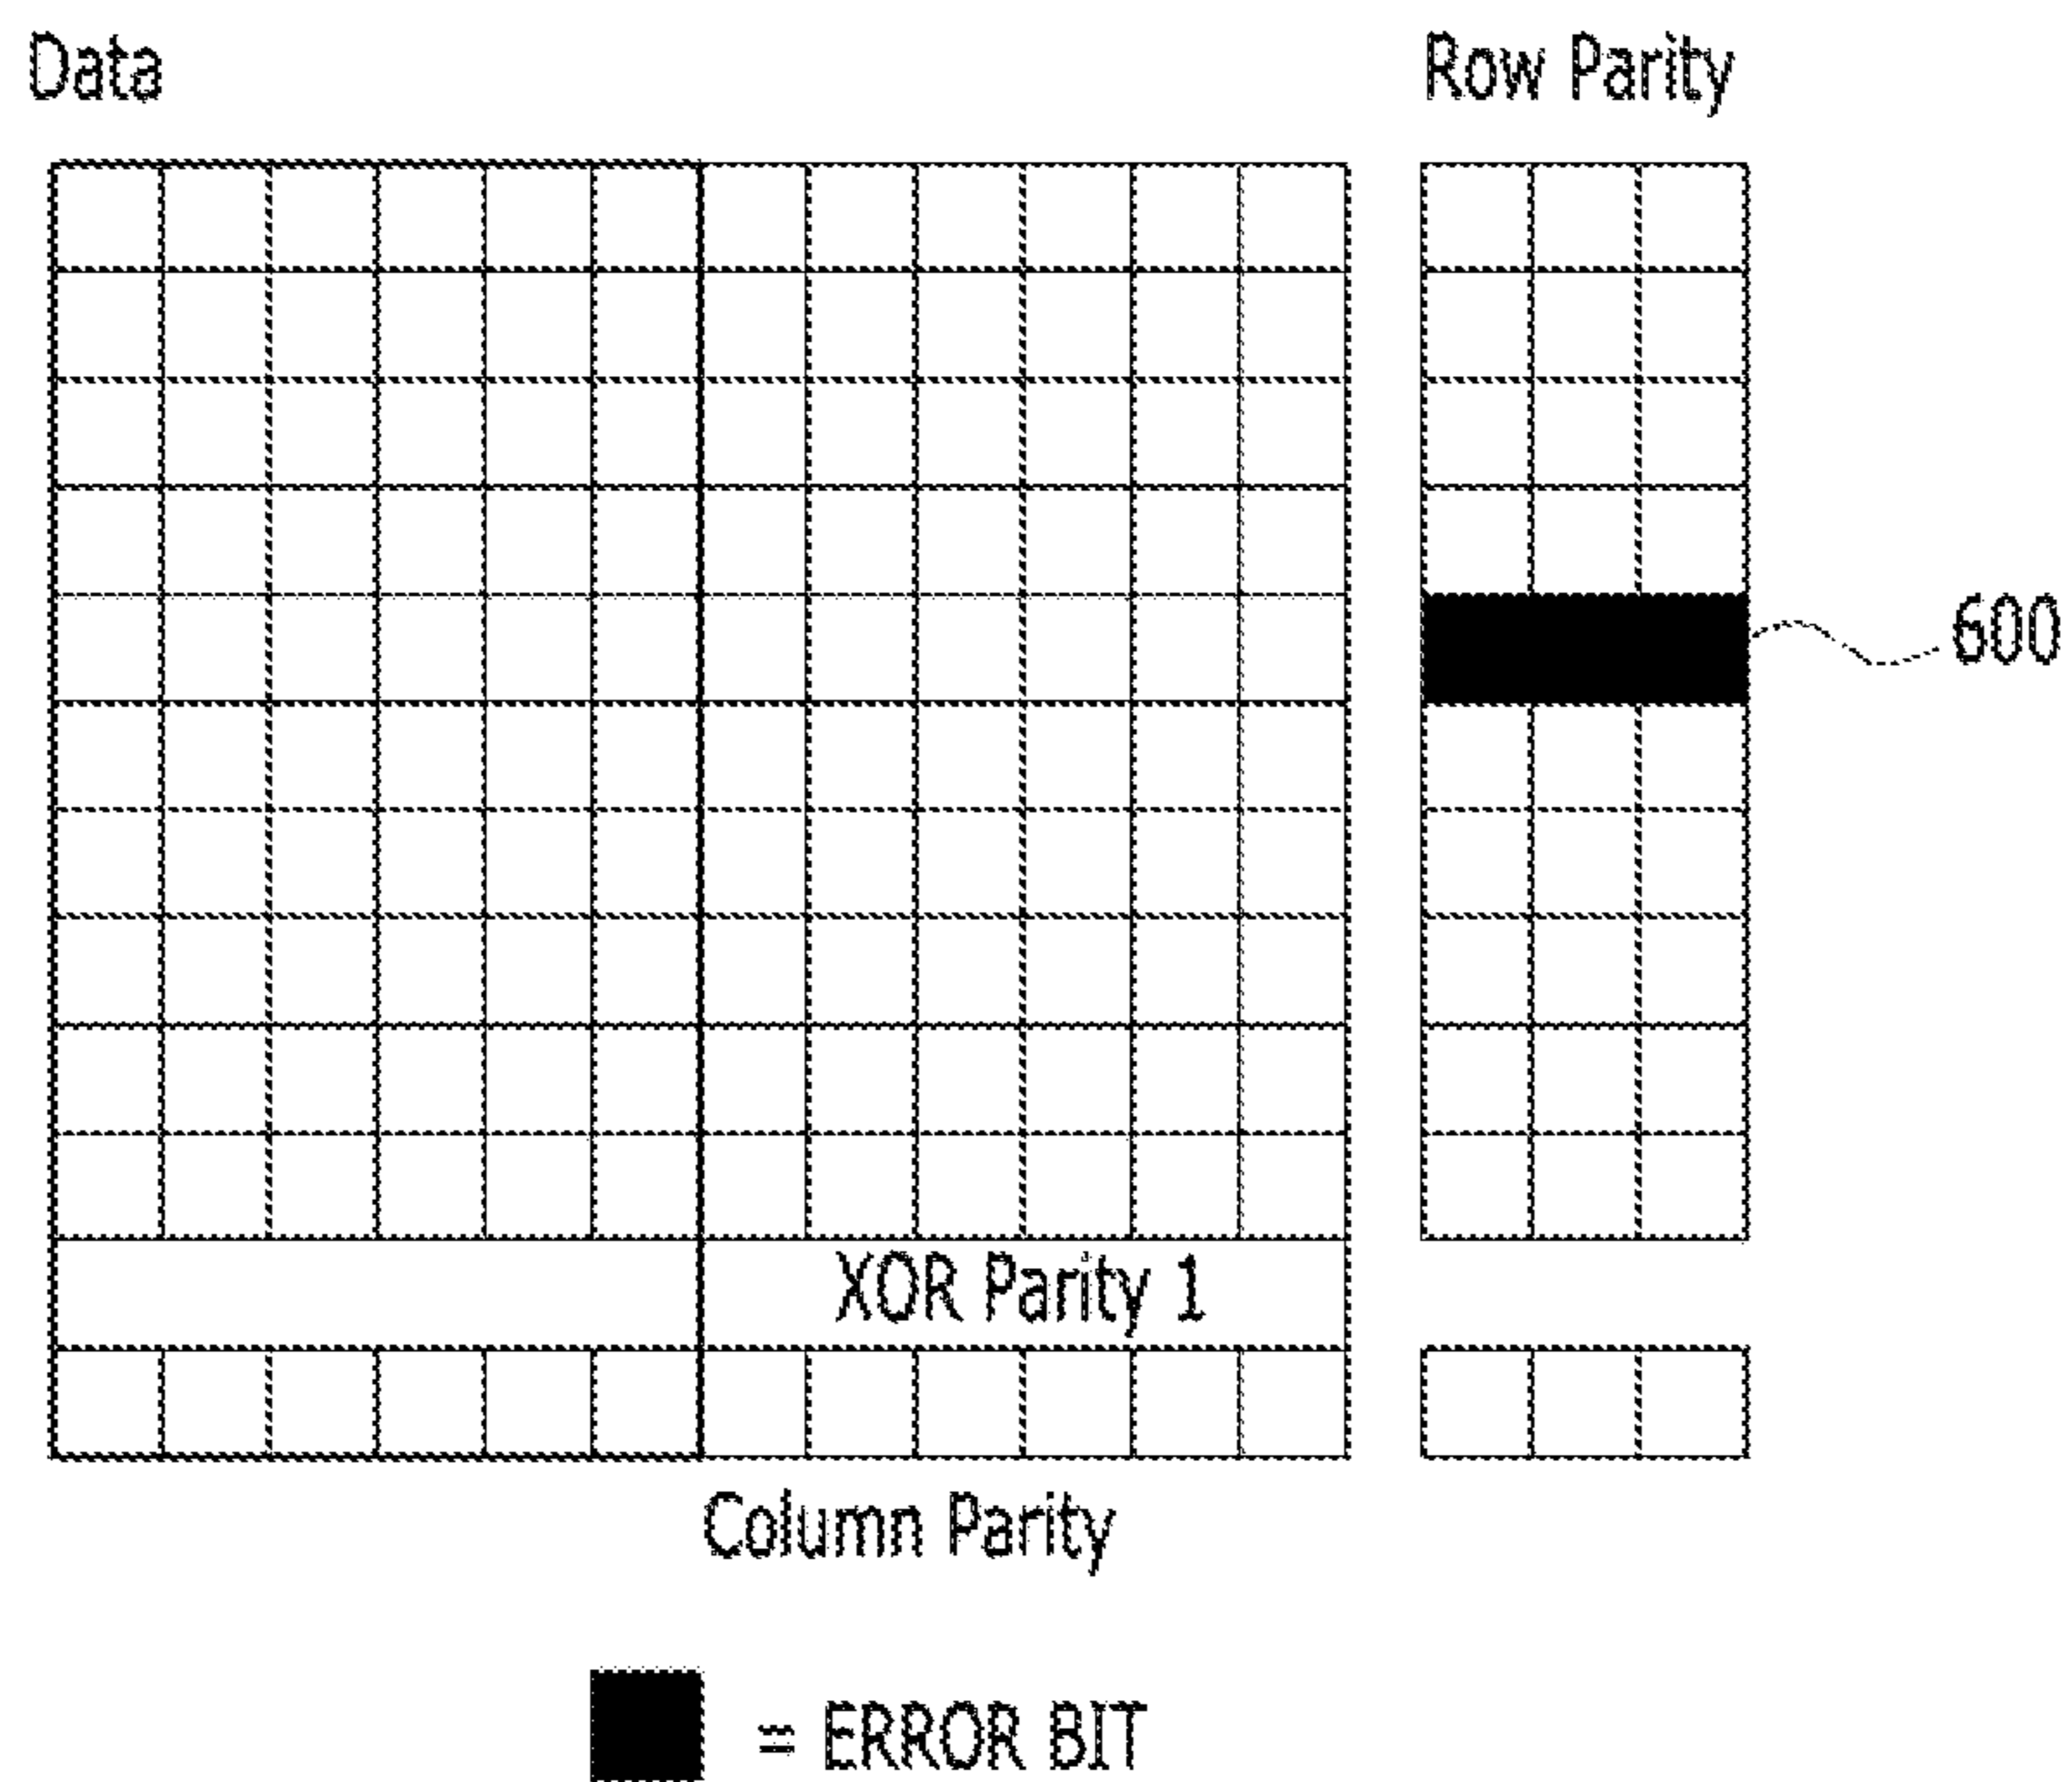 Data
Row Parity
600
XOR Parity 1
Column Parity
= ERROR BIT